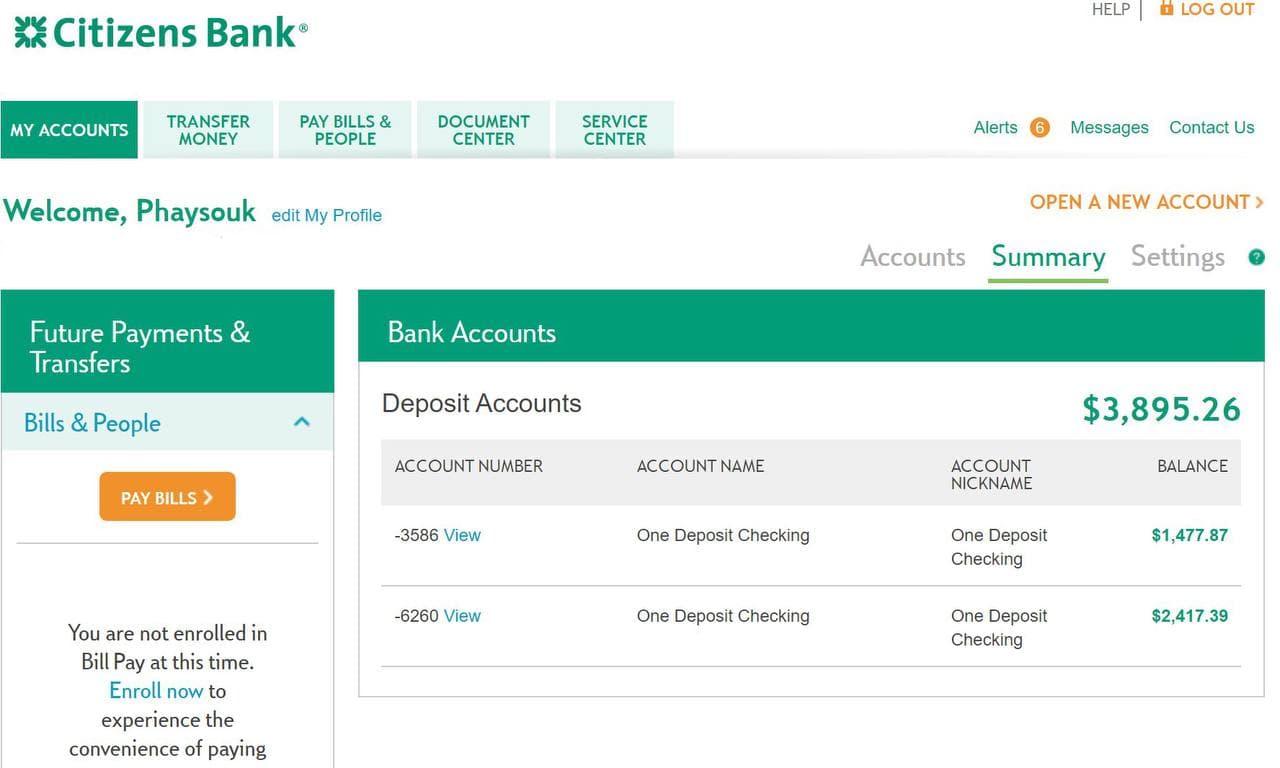 Citizens Bank®
HELP | LOG OUT
MY ACCOUNTS
TRANSFER
MONEY
PAY BILLS &
PEOPLE
DOCUMENT
CENTER
SERVICE
CENTER
Alerts 6 Messages Contact Us
Welcome, Phaysouk edit My Profile
OPEN A NEW ACCOUNT >
Accounts Summary Settings ?
Future Payments &
Transfers
Bills & People
PAY BILLS >
You are not enrolled in
Bill Pay at this time.
Enroll now to
experience the
convenience of paying
Bank Accounts
Deposit Accounts $3,895.26
ACCOUNT NUMBER ACCOUNT NAME ACCOUNT
NICKNAME BALANCE
-3586 View One Deposit Checking One Deposit
Checking $1,477.87
-6260 View One Deposit Checking One Deposit
Checking $2,417.39